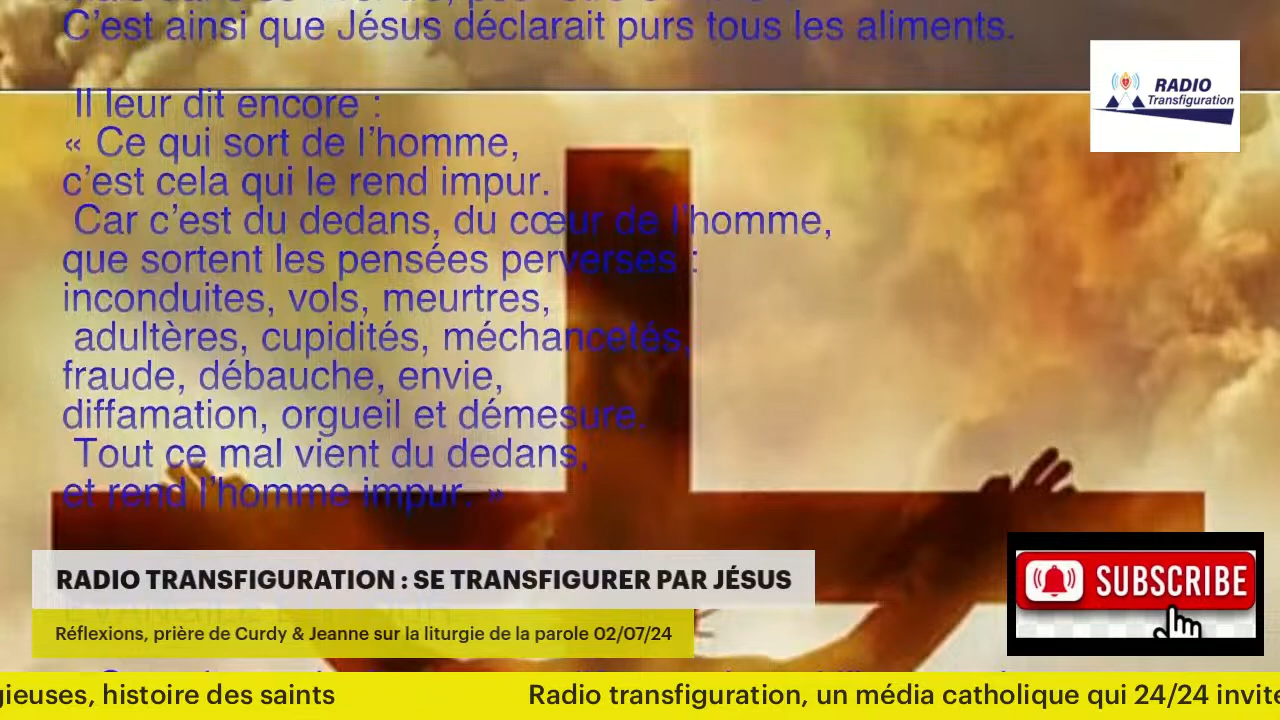 C'est ainsi que Jésus déclarait purs tous les aliments.
RADIO
Transfiguration
Il leur dit encore :
« Ce qui sort de l'homme,
c'est cela qui le rend impur.
Car c'est du dedans, du cœur de l'homme,
que sortent les pensées perverses :
inconduites, vols, meurtres,
adultères, cupidités, méchancetés,
fraude, débauche, envie,
diffamation, orgueil et démesure.
Tout ce mal vient du dedans,
et rend l'homme impur. »
RADIO TRANSFIGURATION : SE TRANSFIGURER PAR JÉSUS
SUBSCRIBE
Réflexions, prière de Curdy & Jeanne sur la liturgie de la parole 02/07/24
gieuses, histoire des saints Radio transfiguration, un média catholique qui 24/24 invite